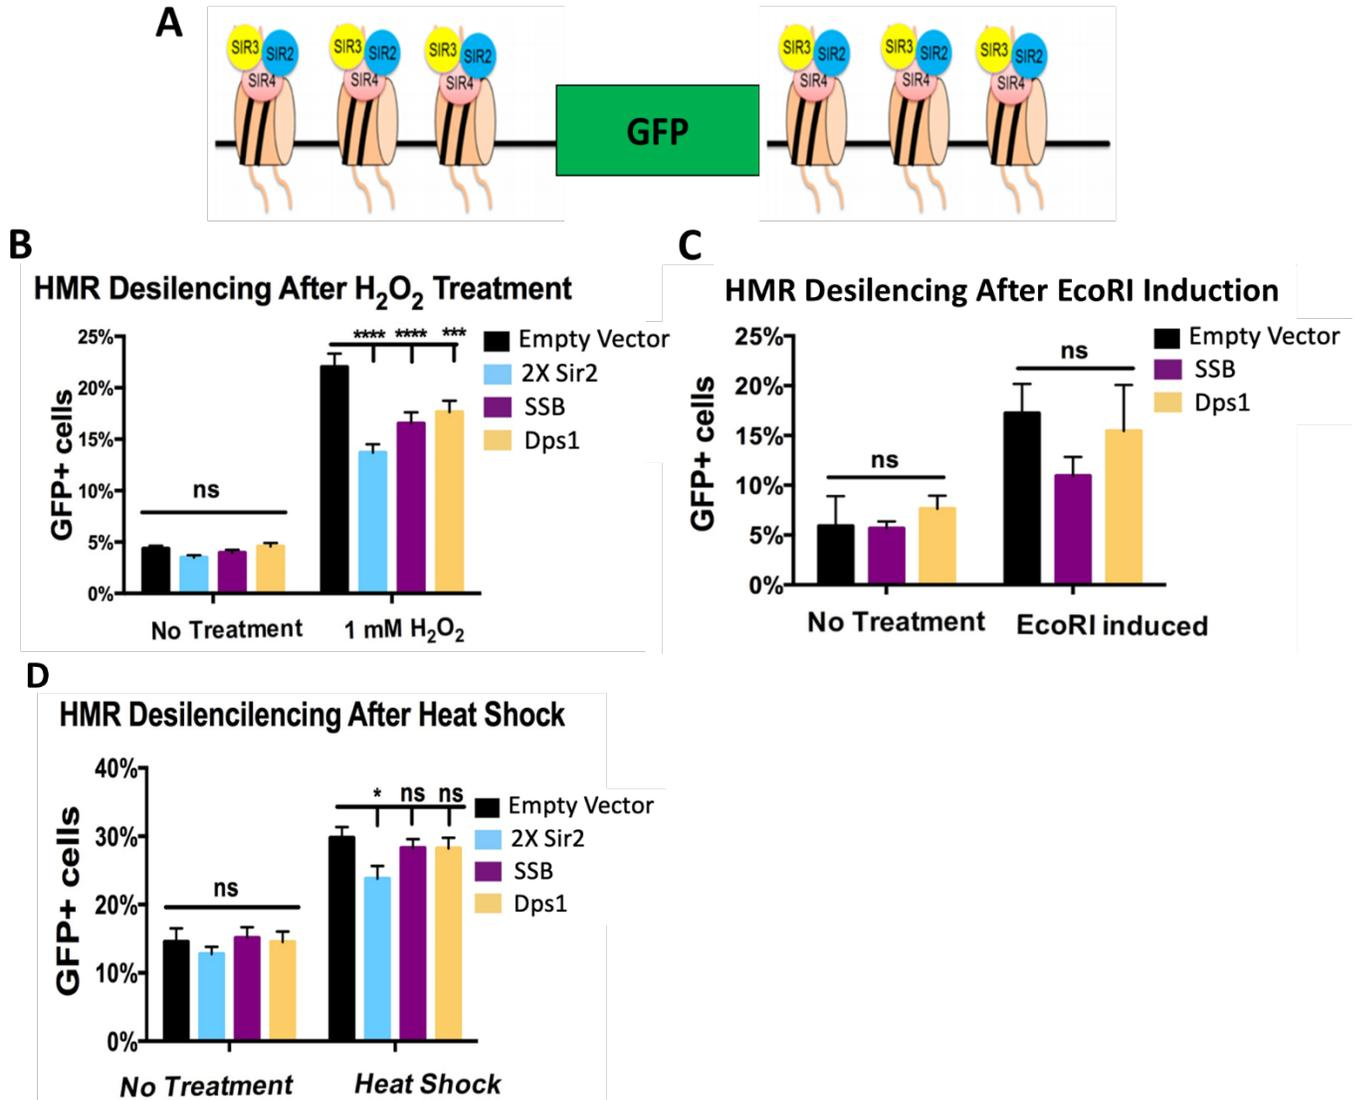 A
SIR3 SIR2 SIR4 SIR3 SIR2 SIR4 SIR3 SIR2 SIR4 GFP SIR3 SIR2 SIR4 SIR3 SIR2 SIR4 SIR3 SIR2 SIR4
B
HMR Desilencing After H2O2 Treatment
GFP+ cells
25%
20%
15%
10%
5%
0%
ns
**** **** ***
Empty Vector
2X Sir2
SSB
Dps1
No Treatment
1 mM H2O2
C
HMR Desilencing After EcoRI Induction
GFP+ cells
25%
20%
15%
10%
5%
0%
ns
ns
Empty Vector
SSB
Dps1
No Treatment
EcoRI induced
D
HMR Desilencilencing After Heat Shock
GFP+ cells
40%
30%
20%
10%
0%
ns
* ns ns
Empty Vector
2X Sir2
SSB
Dps1
No Treatment
Heat Shock